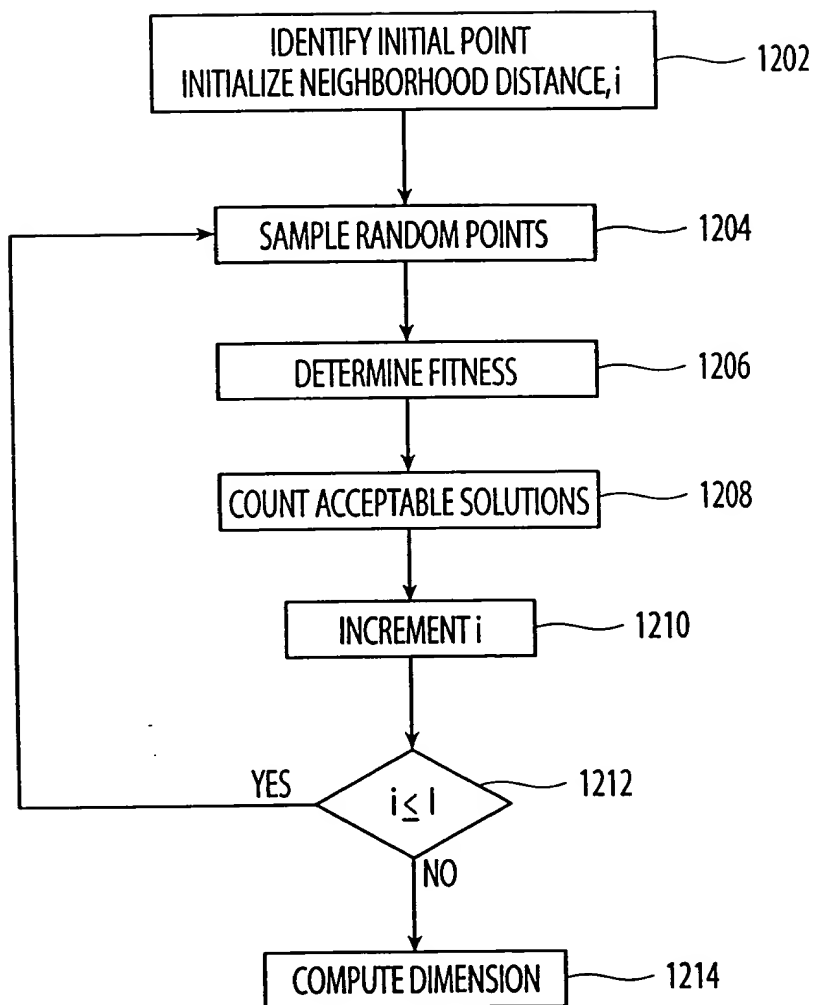 IDENTIFY INITIAL POINT
INITIALIZE NEIGHBORHOOD DISTANCE, i
1202
SAMPLE RANDOM POINTS
1204
DETERMINE FITNESS
1206
COUNT ACCEPTABLE SOLUTIONS
1208
INCREMENT i
1210
YES
i ≤ I
1212
NO
COMPUTE DIMENSION
1214